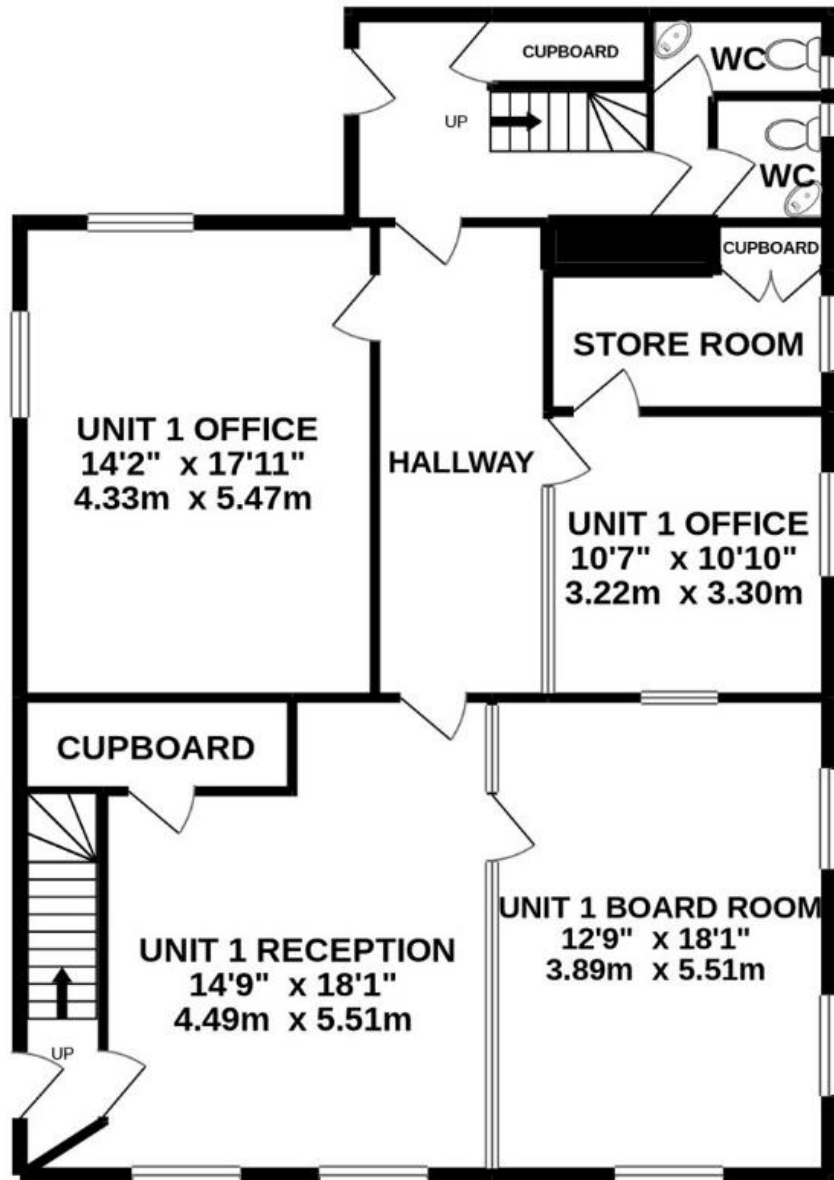 CUPBOARD
WC
UP
WC
CUPBOARD
STORE ROOM
UNIT 1 OFFICE
14'2" x 17'11"
4.33m x 5.47m
HALLWAY
UNIT 1 OFFICE
10'7" x 10'10"
3.22m x 3.30m
CUPBOARD
UNIT 1 RECEPTION
14'9" x 18'1"
4.49m x 5.51m
UNIT 1 BOARD ROOM
12'9" x 18'1"
3.89m x 5.51m
UP